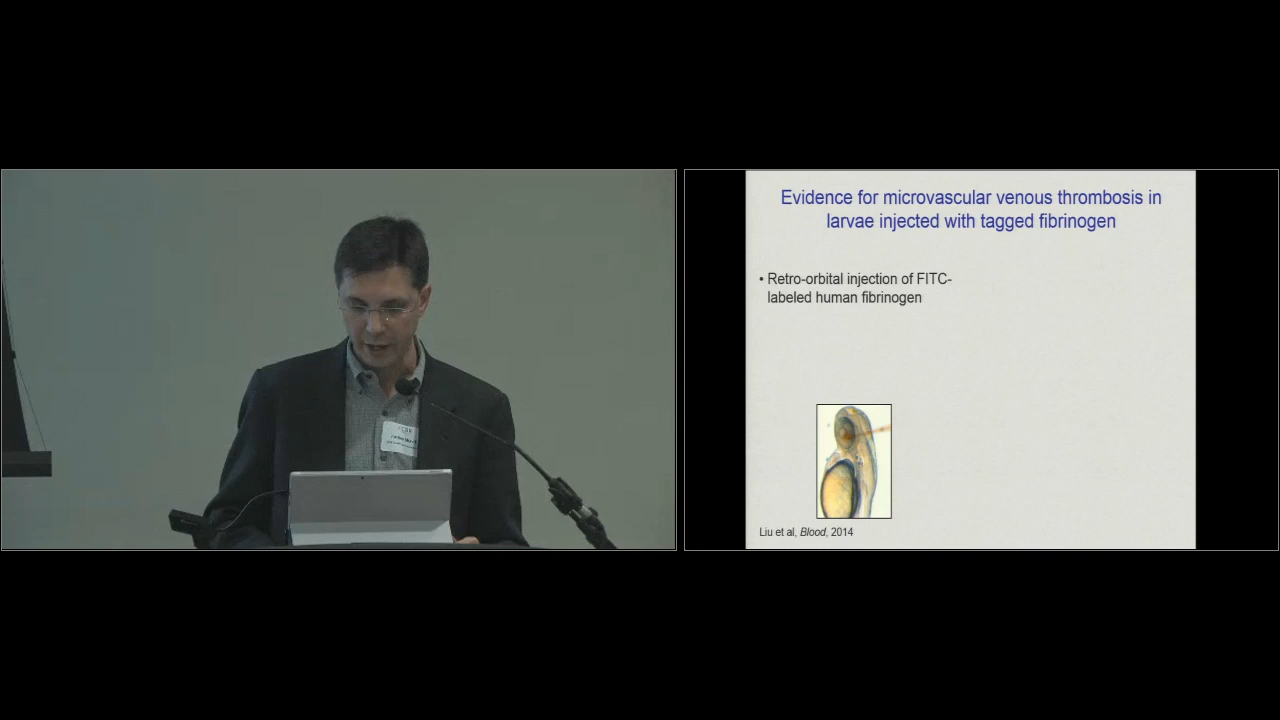 Evidence for microvascular venous thrombosis in
larvae injected with tagged fibrinogen
• Retro-orbital injection of FITC-
labeled human fibrinogen
Liu et al, Blood, 2014